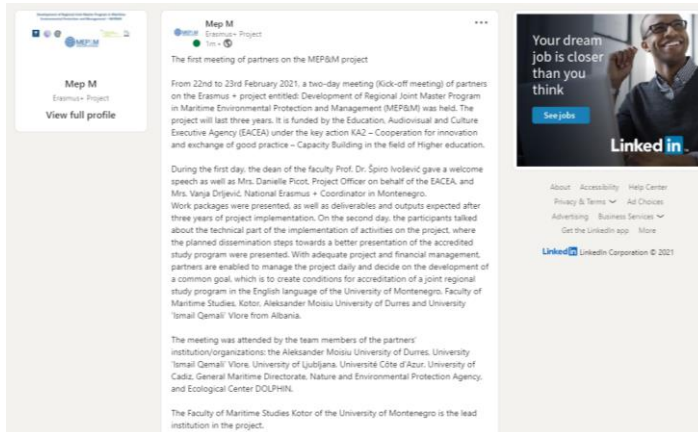 Development of Regional Joint Master Program in Maritime
Environmental Protection and Management – MEP&M
MEP&M
Mep M
Erasmus+ Project
View full profile
Mep M
Erasmus+ Project
1m •
The first meeting of partners on the MEP&M project
From 22nd to 23rd February 2021, a two-day meeting (Kick-off meeting) of partners
on the Erasmus + project entitled: Development of Regional Joint Master Program
in Maritime Environmental Protection and Management (MEP&M) was held. The
project will last three years. It is funded by the Education, Audiovisual and Culture
Executive Agency (EACEA) under the key action KA2 – Cooperation for innovation
and exchange of good practice – Capacity Building in the field of Higher education.
During the first day, the dean of the faculty Prof. Dr. Špiro Ivošević gave a welcome
speech as well as Mrs. Danielle Picot, Project Officer on behalf of the EACEA, and
Mrs. Vanja Drljević, National Erasmus + Coordinator in Montenegro.
Work packages were presented, as well as deliverables and outputs expected after
three years of project implementation. On the second day, the participants talked
about the technical part of the implementation of activities on the project, where
the planned dissemination steps towards a better presentation of the accredited
study program were presented. With adequate project and financial management,
partners are enabled to manage the project daily and decide on the development of
a common goal, which is to create conditions for accreditation of a joint regional
study program in the English language of the University of Montenegro, Faculty of
Maritime Studies, Kotor, Aleksander Moisiu University of Durres and University
'Ismail Qemali' Vlore from Albania.
The meeting was attended by the team members of the partners'
institution/organizations: the Aleksander Moisiu University of Durres, University
'Ismail Qemali' Vlore, University of Ljubljana, Université Côte d'Azur, University of
Cadiz, General Maritime Directorate, Nature and Environmental Protection Agency,
and Ecological Center DOLPHIN.
The Faculty of Maritime Studies Kotor of the University of Montenegro is the lead
institution in the project.
Your dream
job is closer
than you
think
See jobs
Linked in
About Accessibility Help Center
Privacy & Terms Ad Choices
Advertising Business Services
Get the LinkedIn app More
Linked in LinkedIn Corporation © 2021